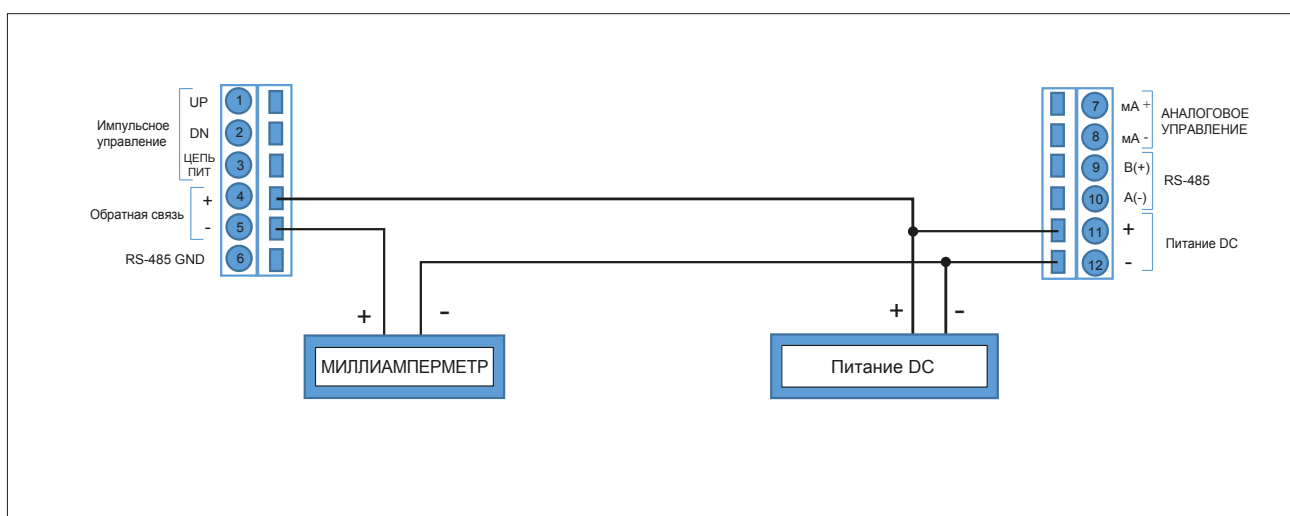 UP
1
DN
2
Импульсное
управление
ЦЕПЬ
ПИТ
3
+
4
Обратная связь
-
5
RS-485 GND
6
7
мА +
АНАЛОГОВОЕ
УПРАВЛЕНИЕ
8
мА -
9
B(+)
RS-485
10
A(-)
11
+
Питание DC
12
-
+ -
МИЛЛИАМПЕРМЕТР
+ -
Питание DC